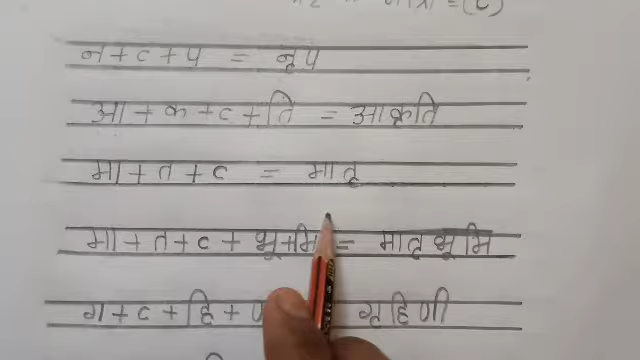 न + ृ + प = नृप
आ + क + ृ + ति = आकृति
मा + त + ृ = मातृ
मा + त + ृ + भू + मि = मातृभूमि
ग + ृ + हि + = गृहिणी